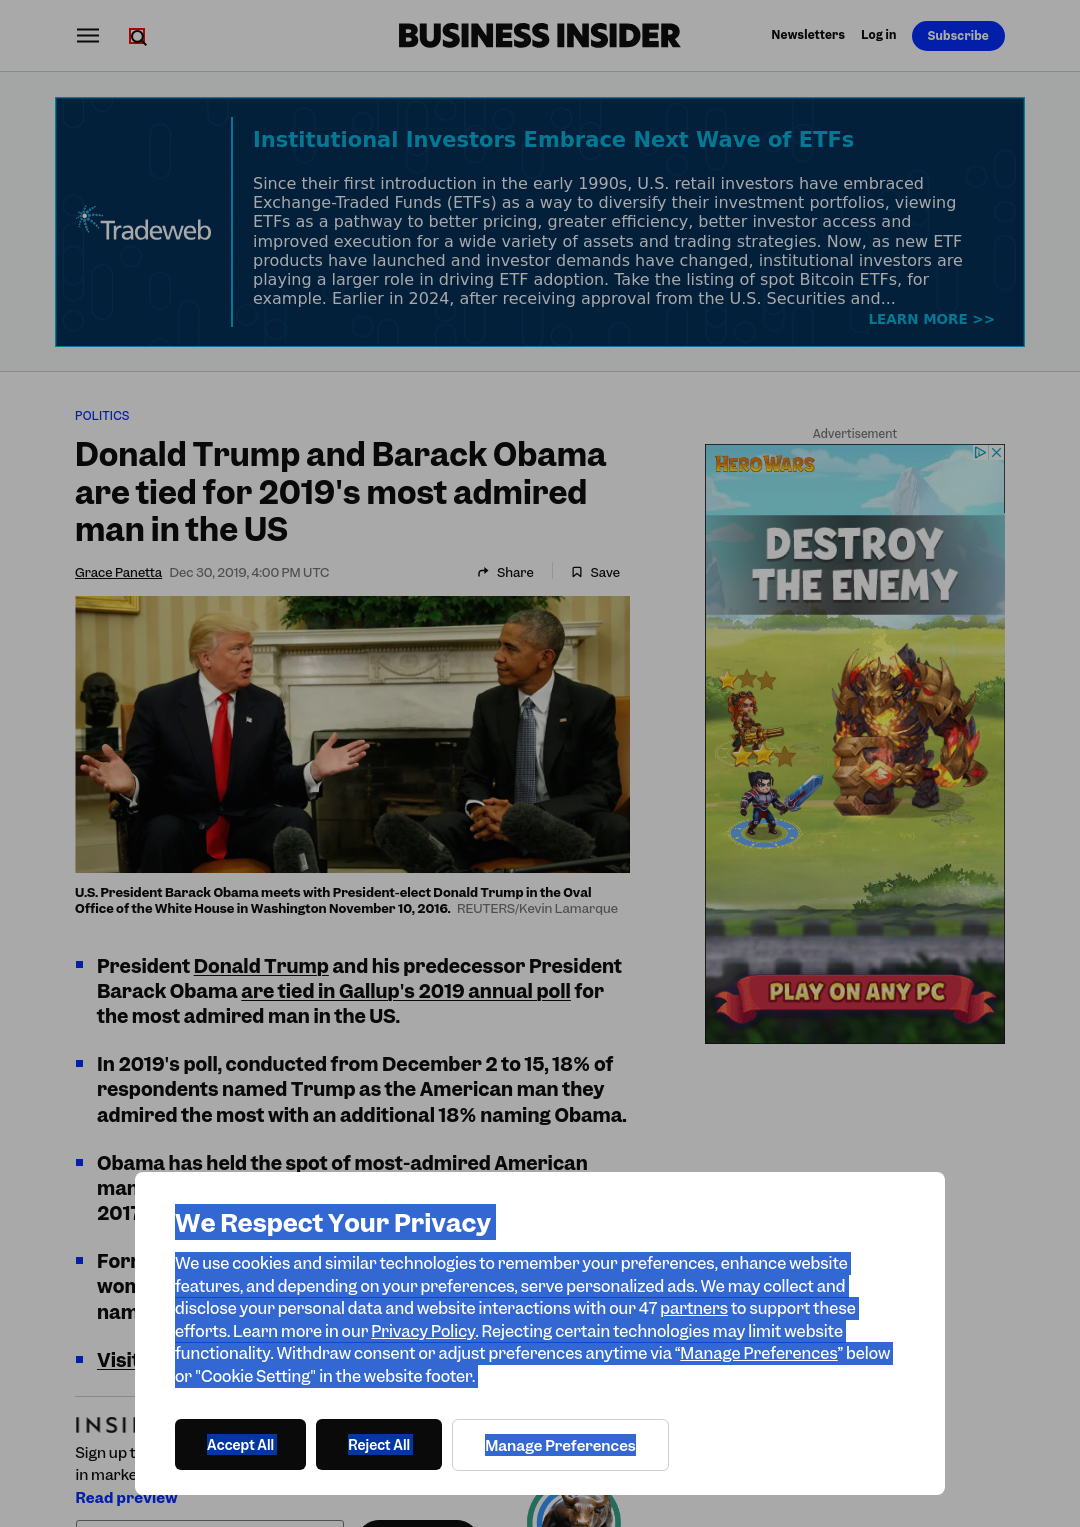 BUSINESS INSIDER
Newsletters
Log in
Subscribe
Tradeweb
Institutional Investors Embrace Next Wave of ETFs
Since their first introduction in the early 1990s, U.S. retail investors have embraced
Exchange-Traded Funds (ETFs) as a way to diversify their investment portfolios, viewing
ETFs as a pathway to better pricing, greater efficiency, better investor access and
improved execution for a wide variety of assets and trading strategies. Now, as new ETF
products have launched and investor demands have changed, institutional investors are
playing a larger role in driving ETF adoption. Take the listing of spot Bitcoin ETFs, for
example. Earlier in 2024, after receiving approval from the U.S. Securities and...
LEARN MORE >>
POLITICS
Donald Trump and Barack Obama
are tied for 2019's most admired
man in the US
Grace Panetta Dec 30, 2019, 4:00 PM UTC
Share
Save
Advertisement
HERO WARS
DESTROY
THE ENEMY
PLAY ON ANY PC
U.S. President Barack Obama meets with President-elect Donald Trump in the Oval
Office of the White House in Washington November 10, 2016. REUTERS/Kevin Lamarque
President Donald Trump and his predecessor President
Barack Obama are tied in Gallup's 2019 annual poll for
the most admired man in the US.
In 2019's poll, conducted from December 2 to 15, 18% of
respondents named Trump as the American man they
admired the most with an additional 18% naming Obama.
Obama has held the spot of most-admired American
man
2017
We Respect Your Privacy
We use cookies and similar technologies to remember your preferences, enhance website
features, and depending on your preferences, serve personalized ads. We may collect and
disclose your personal data and website interactions with our 47 partners to support these
efforts. Learn more in our Privacy Policy. Rejecting certain technologies may limit website
functionality. Withdraw consent or adjust preferences anytime via “Manage Preferences” below
or "Cookie Setting" in the website footer.
Accept All
Reject All
Manage Preferences
Visit
Sign up t
in marke
Read preview